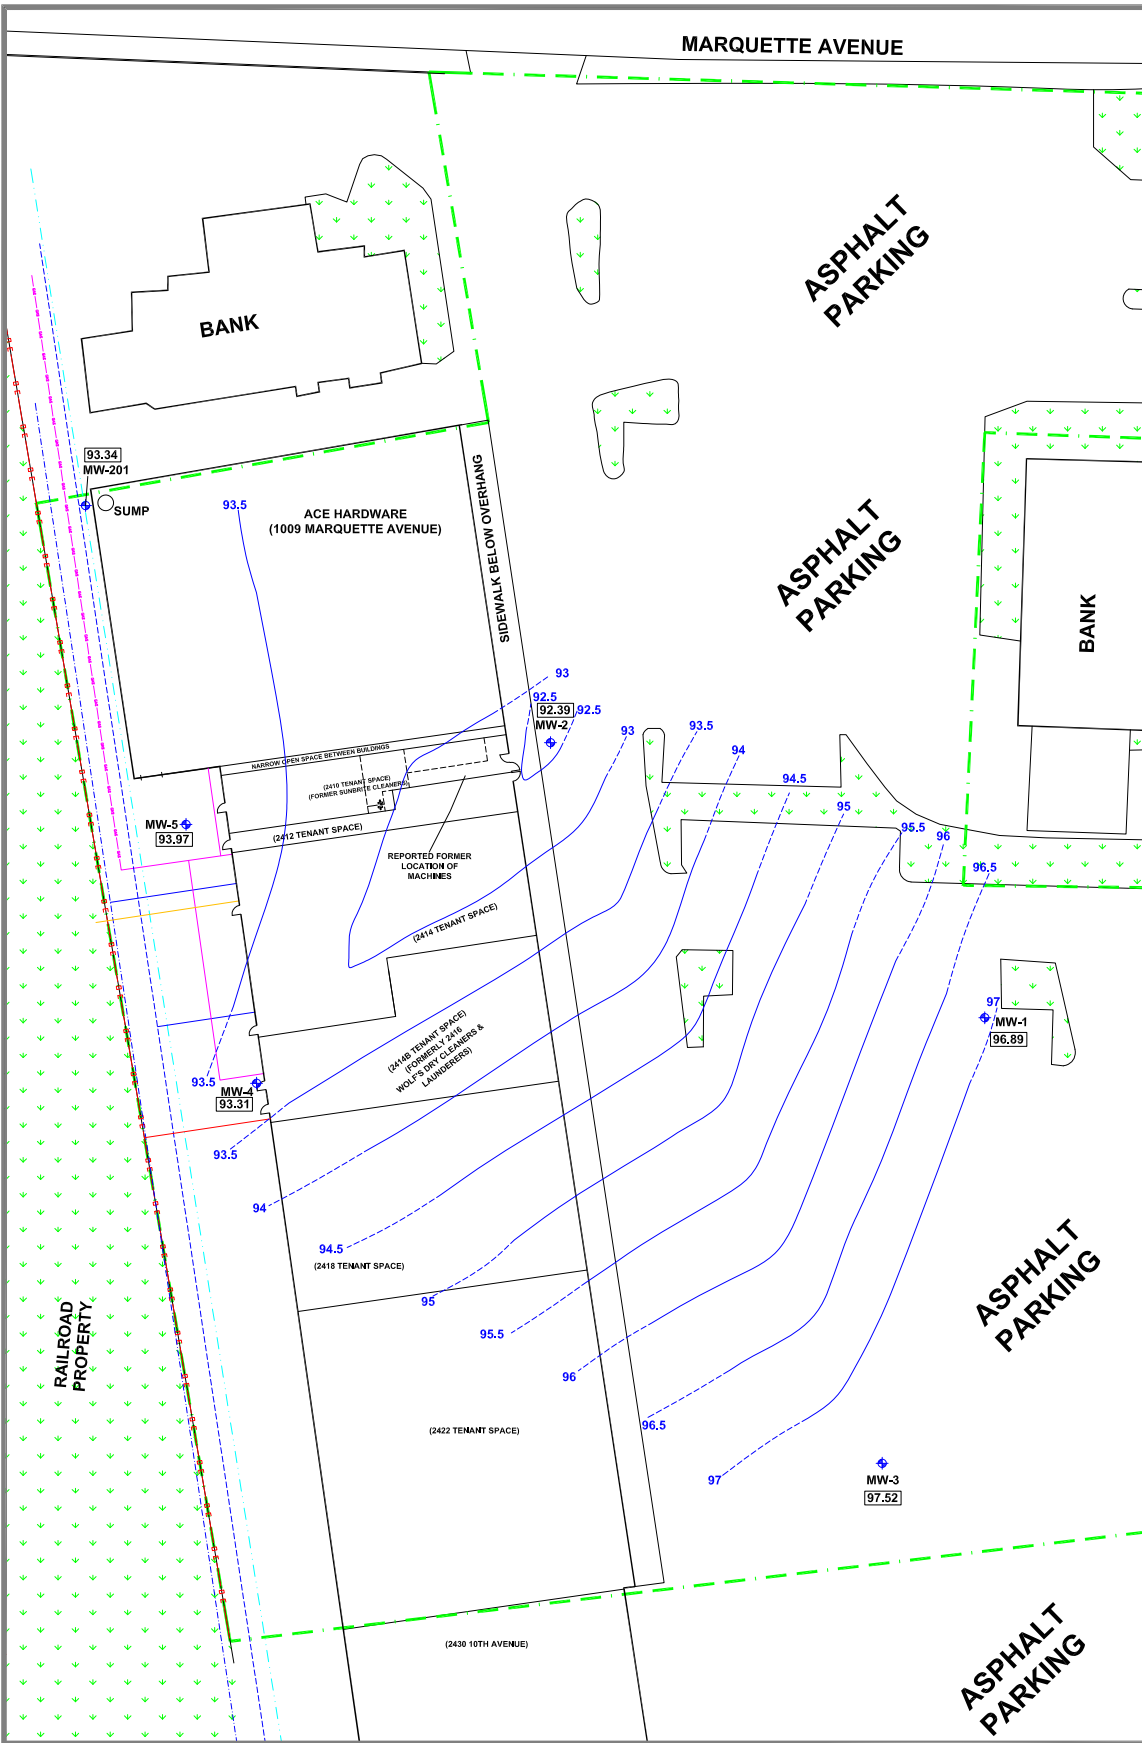 MARQUETTE AVENUE
ASPHALT
PARKING
BANK
93.34
MW-201
SUMP
93.5
ACE HARDWARE
(1009 MARQUETTE AVENUE)
SIDEWALK BELOW OVERHANG
ASPHALT
PARKING
BANK
93
92.5
92.39
92.5
MW-2
93
93.5
94
94.5
95
95.5
96
96.5
NARROW OPEN SPACE BETWEEN BUILDINGS
(2410 TENANT SPACE)
(FORMER SUNBRITE CLEANERS)
MW-5
93.97
(2412 TENANT SPACE)
REPORTED FORMER
LOCATION OF
MACHINES
(2414 TENANT SPACE)
97
MW-1
96.89
(2414B TENANT SPACE)
(FORMERLY 2416
WOLF'S DRY CLEANERS &
LAUNDERERS)
93.5
MW-4
93.31
93.5
94
94.5
(2418 TENANT SPACE)
95
95.5
96
96.5
97
ASPHALT
PARKING
RAILROAD
PROPERTY
(2422 TENANT SPACE)
MW-3
97.52
(2430 10TH AVENUE)
ASPHALT
PARKING